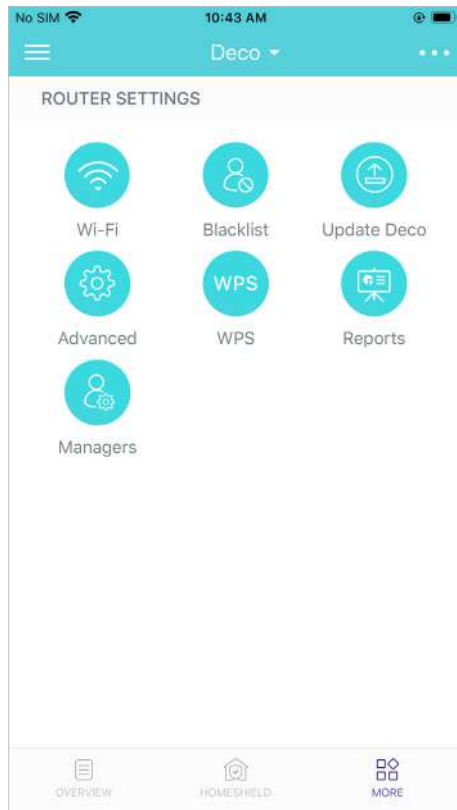 No SIM 10:43 AM
Deco
ROUTER SETTINGS
Wi-Fi Blacklist Update Deco
WPS
Advanced WPS Reports
Managers
OVERVIEW HOMESHIELD MORE